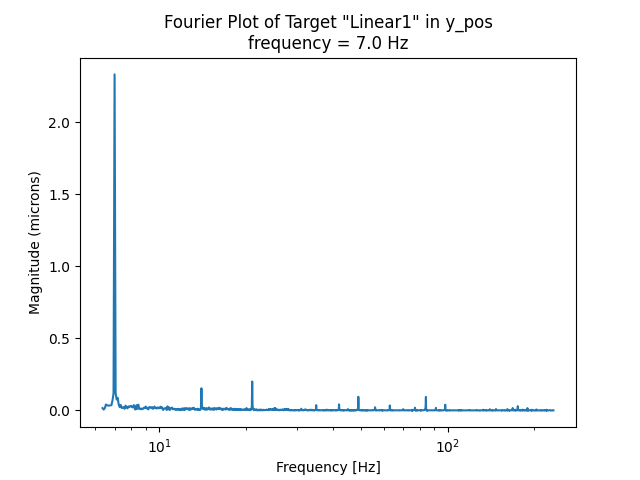 Fourier Plot of Target "Linear1" in y_pos
frequency = 7.0 Hz
Magnitude (microns)
2.0
1.5
1.0
0.5
0.0
10¹
10²
Frequency [Hz]